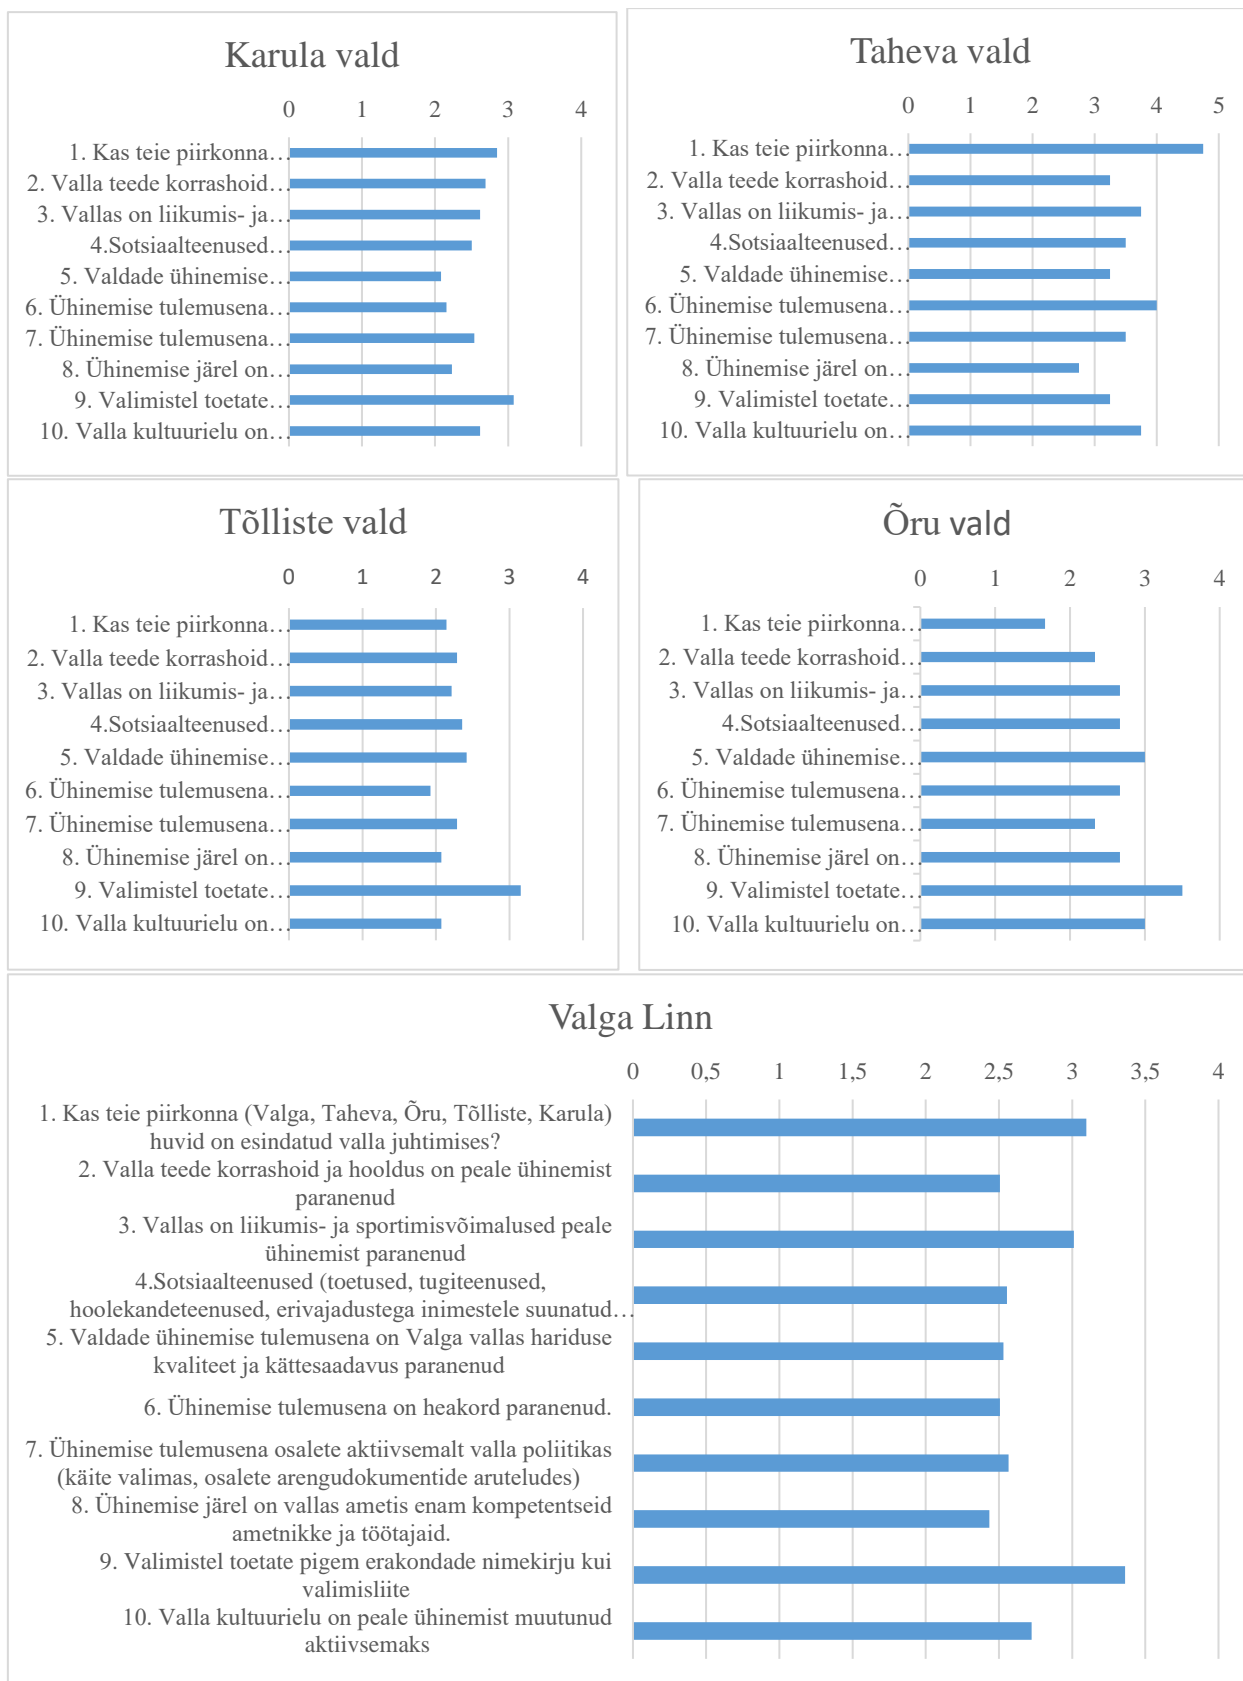 Karula vald
0 1 2 3 4
1. Kas teie piirkonna…
2. Valla teede korrashoid…
3. Vallas on liikumis- ja…
4.Sotsiaalteenused…
5. Valdade ühinemise…
6. Ühinemise tulemusena…
7. Ühinemise tulemusena…
8. Ühinemise järel on…
9. Valimistel toetate…
10. Valla kultuurielu on…
Taheva vald
0 1 2 3 4 5
1. Kas teie piirkonna…
2. Valla teede korrashoid…
3. Vallas on liikumis- ja…
4.Sotsiaalteenused…
5. Valdade ühinemise…
6. Ühinemise tulemusena…
7. Ühinemise tulemusena…
8. Ühinemise järel on…
9. Valimistel toetate…
10. Valla kultuurielu on…
Tõlliste vald
0 1 2 3 4
1. Kas teie piirkonna…
2. Valla teede korrashoid…
3. Vallas on liikumis- ja…
4.Sotsiaalteenused…
5. Valdade ühinemise…
6. Ühinemise tulemusena…
7. Ühinemise tulemusena…
8. Ühinemise järel on…
9. Valimistel toetate…
10. Valla kultuurielu on…
Õru vald
0 1 2 3 4
1. Kas teie piirkonna…
2. Valla teede korrashoid…
3. Vallas on liikumis- ja…
4.Sotsiaalteenused…
5. Valdade ühinemise…
6. Ühinemise tulemusena…
7. Ühinemise tulemusena…
8. Ühinemise järel on…
9. Valimistel toetate…
10. Valla kultuurielu on…
Valga Linn
0 0,5 1 1,5 2 2,5 3 3,5 4
1. Kas teie piirkonna (Valga, Taheva, Õru, Tõlliste, Karula)
huvid on esindatud valla juhtimises?
2. Valla teede korrashoid ja hooldus on peale ühinemist
paranenud
3. Vallas on liikumis- ja sportimisvõimalused peale
ühinemist paranenud
4.Sotsiaalteenused (toetused, tugiteenused,
hoolekandeteenused, erivajadustega inimestele suunatud…
5. Valdade ühinemise tulemusena on Valga vallas hariduse
kvaliteet ja kättesaadavus paranenud
6. Ühinemise tulemusena on heakord paranenud.
7. Ühinemise tulemusena osalete aktiivsemalt valla poliitikas
(käite valimas, osalete arengudokumentide aruteludes)
8. Ühinemise järel on vallas ametis enam kompetentseid
ametnikke ja töötajaid.
9. Valimistel toetate pigem erakondade nimekirju kui
valimisliite
10. Valla kultuurielu on peale ühinemist muutunud
aktiivsemaks